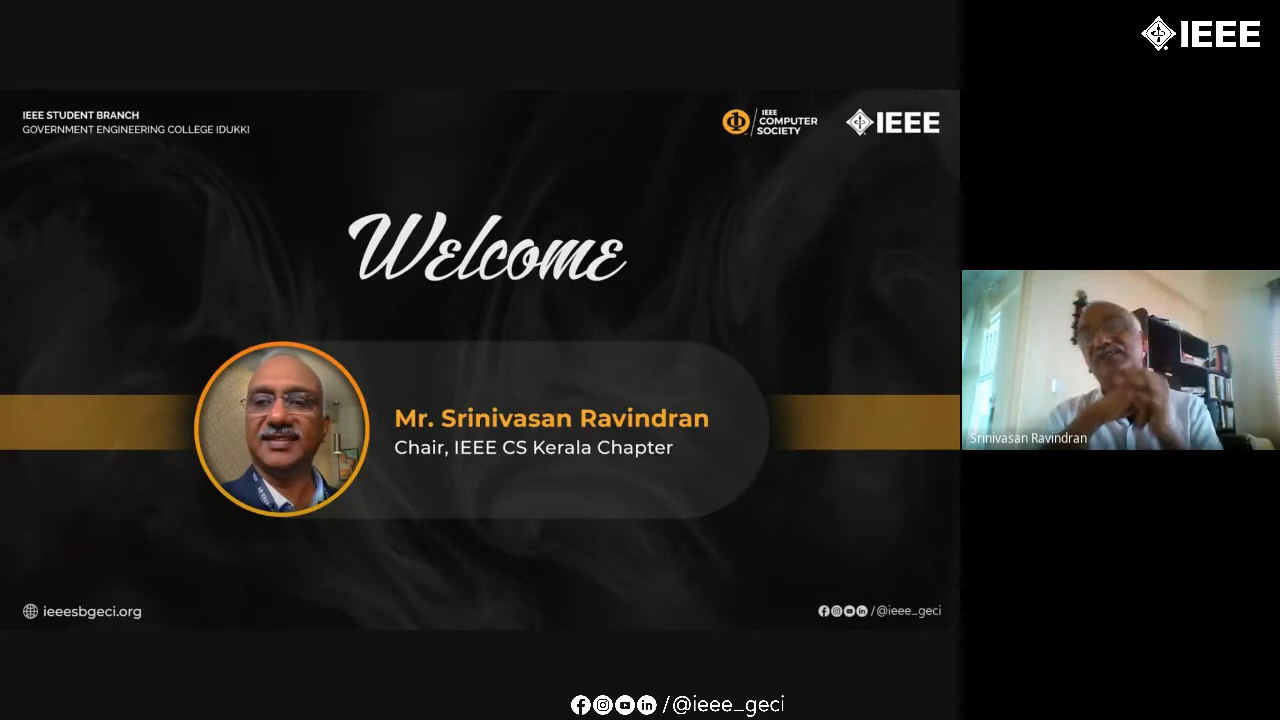 IEEE
IEEE STUDENT BRANCH
GOVERNMENT ENGINEERING COLLEGE IDUKKI
IEEE
COMPUTER
SOCIETY
IEEE
Welcome
Mr. Srinivasan Ravindran
Chair, IEEE CS Kerala Chapter
Srinivasan Ravindran
ieeesbgeci.org
/@ieee_geci
/@ieee_geci